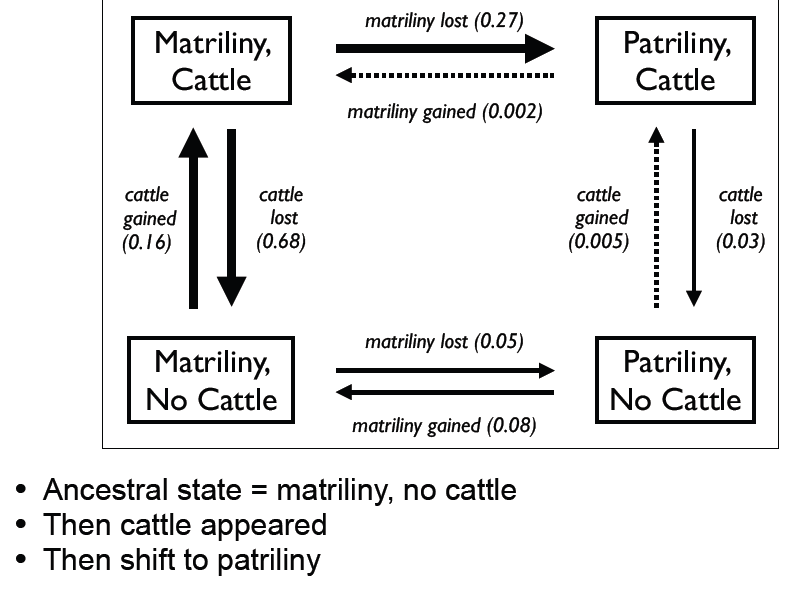 matriliny lost (0.27)
Matriliny,
Cattle
Patriliny,
Cattle
matriliny gained (0.002)
cattle
gained
(0.16)
cattle
lost
(0.68)
cattle
gained
(0.005)
cattle
lost
(0.03)
matriliny lost (0.05)
Matriliny,
No Cattle
Patriliny,
No Cattle
matriliny gained (0.08)
• Ancestral state = matriliny, no cattle
• Then cattle appeared
• Then shift to patriliny